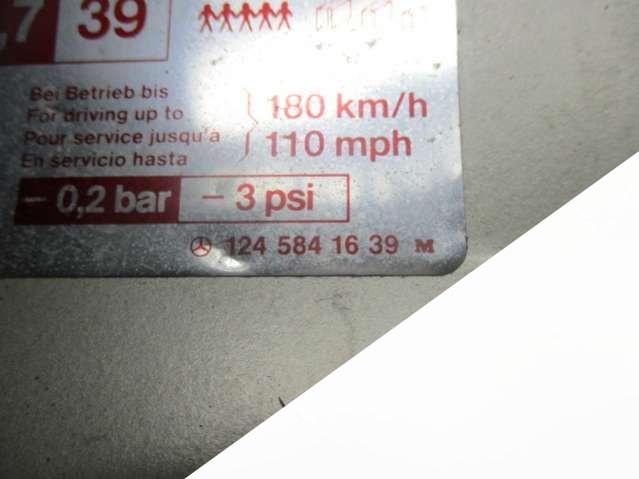 ,7 39
Bei Betrieb bis
For driving up to
Pour service jusqu'a
En servicio hasta
180 km/h
110 mph
– 0,2 bar – 3 psi
124 584 16 39 M